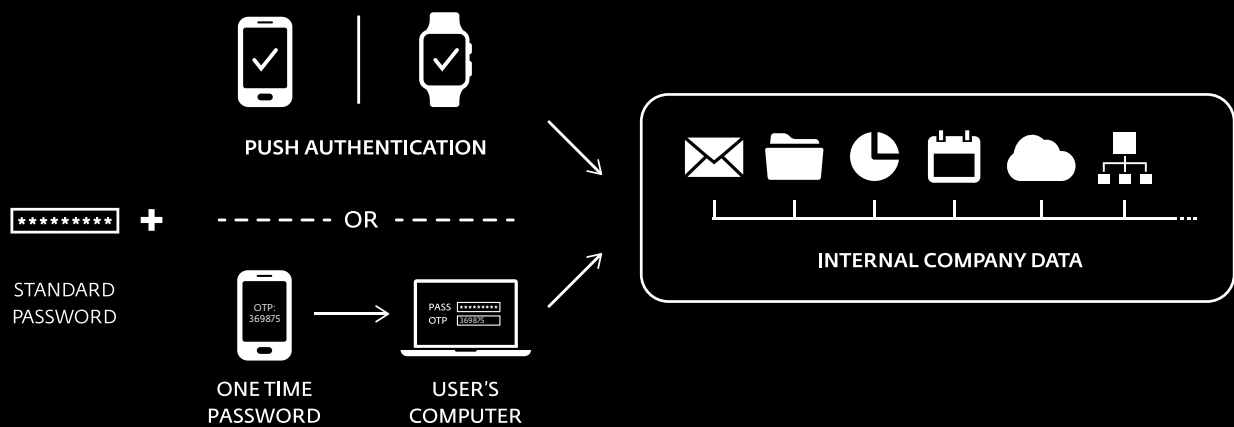 PUSH AUTHENTICATION
*********
+
OR
STANDARD
PASSWORD
OTP:
369875
PASS *********
OTP 369875
ONE TIME
PASSWORD
USER'S
COMPUTER
INTERNAL COMPANY DATA